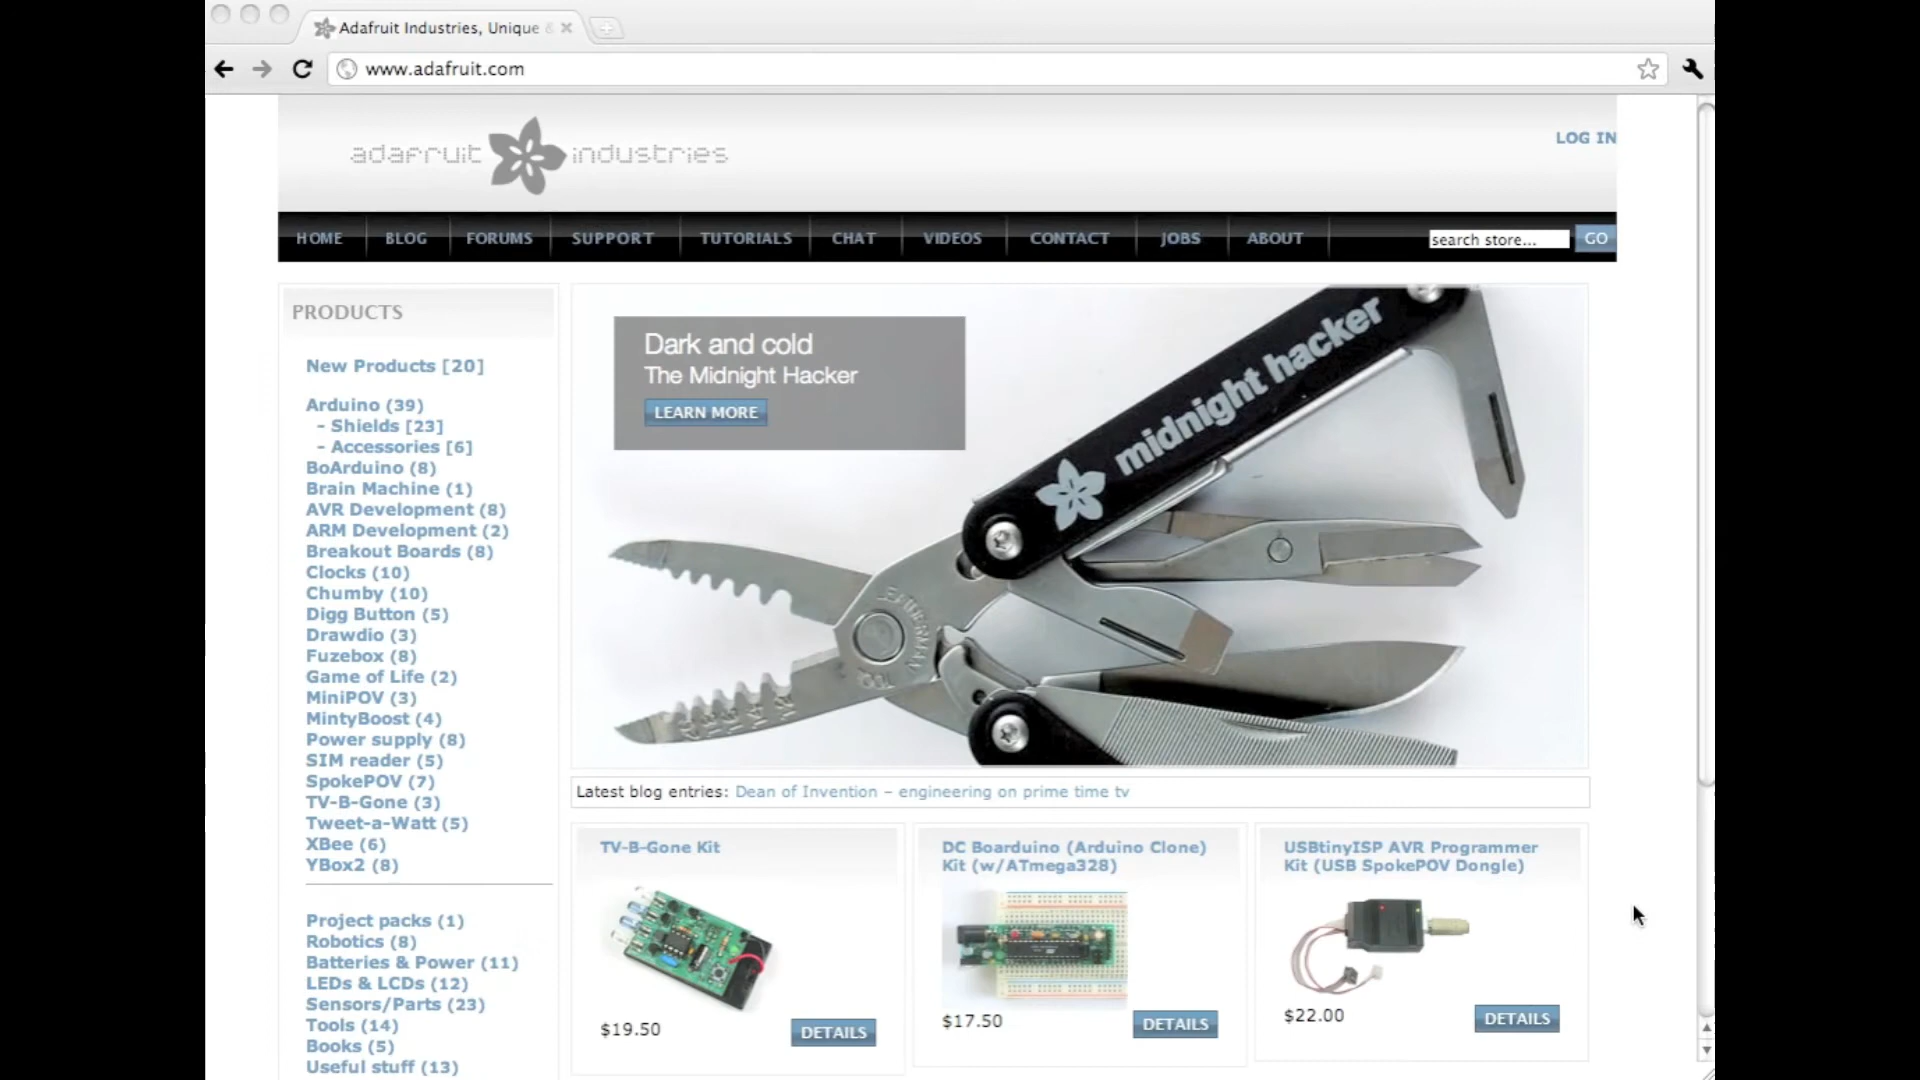 Adafruit Industries, Unique &
www.adafruit.com
adafruit industries
LOG IN
HOME BLOG FORUMS SUPPORT TUTORIALS CHAT VIDEOS CONTACT JOBS ABOUT
search store... GO
PRODUCTS
New Products [20]
Arduino (39)
- Shields [23]
- Accessories [6]
BoArduino (8)
Brain Machine (1)
AVR Development (8)
ARM Development (2)
Breakout Boards (8)
Clocks (10)
Chumby (10)
Digg Button (5)
Drawdio (3)
Fuzebox (8)
Game of Life (2)
MiniPOV (3)
MintyBoost (4)
Power supply (8)
SIM reader (5)
SpokePOV (7)
TV-B-Gone (3)
Tweet-a-Watt (5)
XBee (6)
YBox2 (8)
Project packs (1)
Robotics (8)
Batteries & Power (11)
LEDs & LCDs (12)
Sensors/Parts (23)
Tools (14)
Books (5)
Useful stuff (13)
Dark and cold
The Midnight Hacker
LEARN MORE
midnight hacker
LEATHERMAN
TOOL
Latest blog entries: Dean of Invention – engineering on prime time tv
TV-B-Gone Kit
$19.50
DETAILS
DC Boarduino (Arduino Clone)
Kit (w/ATmega328)
$17.50
DETAILS
USBtinyISP AVR Programmer
Kit (USB SpokePOV Dongle)
$22.00
DETAILS